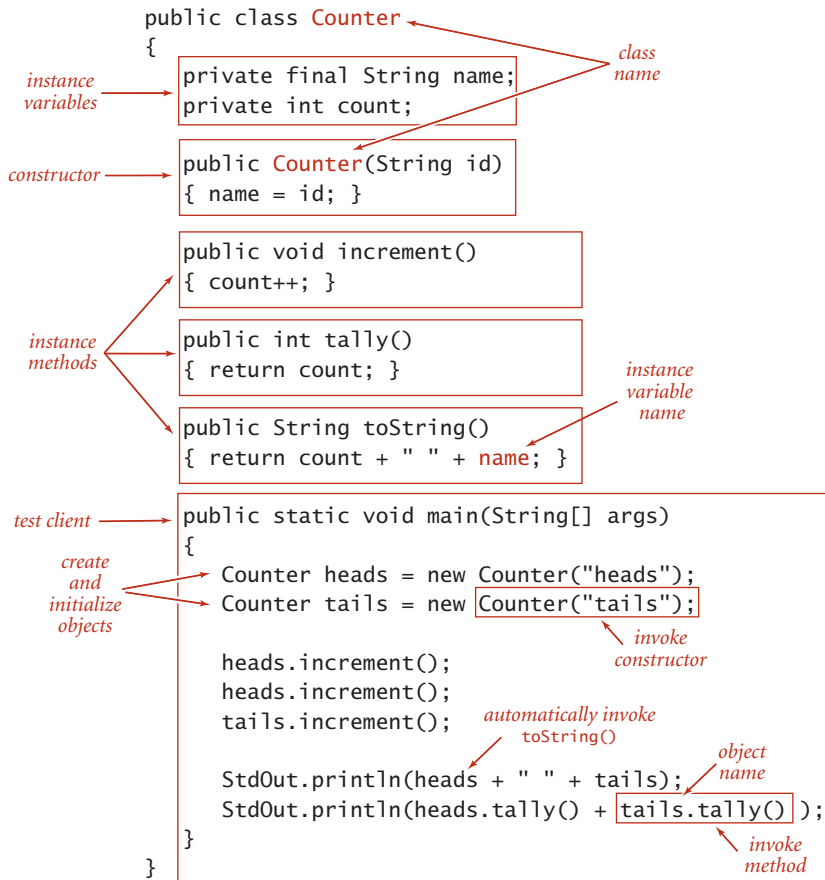 public class Counter
{
class
name
instance
variables
private final String name;
private int count;
constructor
public Counter(String id)
{ name = id; }
public void increment()
{ count++; }
instance
methods
public int tally()
{ return count; }
instance
variable
name
public String toString()
{ return count + " " + name; }
test client
public static void main(String[] args)
{
create
and
initialize
objects
Counter heads = new Counter("heads");
Counter tails = new Counter("tails");
invoke
constructor
heads.increment();
heads.increment();
tails.increment();
automatically invoke
toString()
object
name
StdOut.println(heads + " " + tails);
StdOut.println(heads.tally() + tails.tally() );
invoke
method
}
}